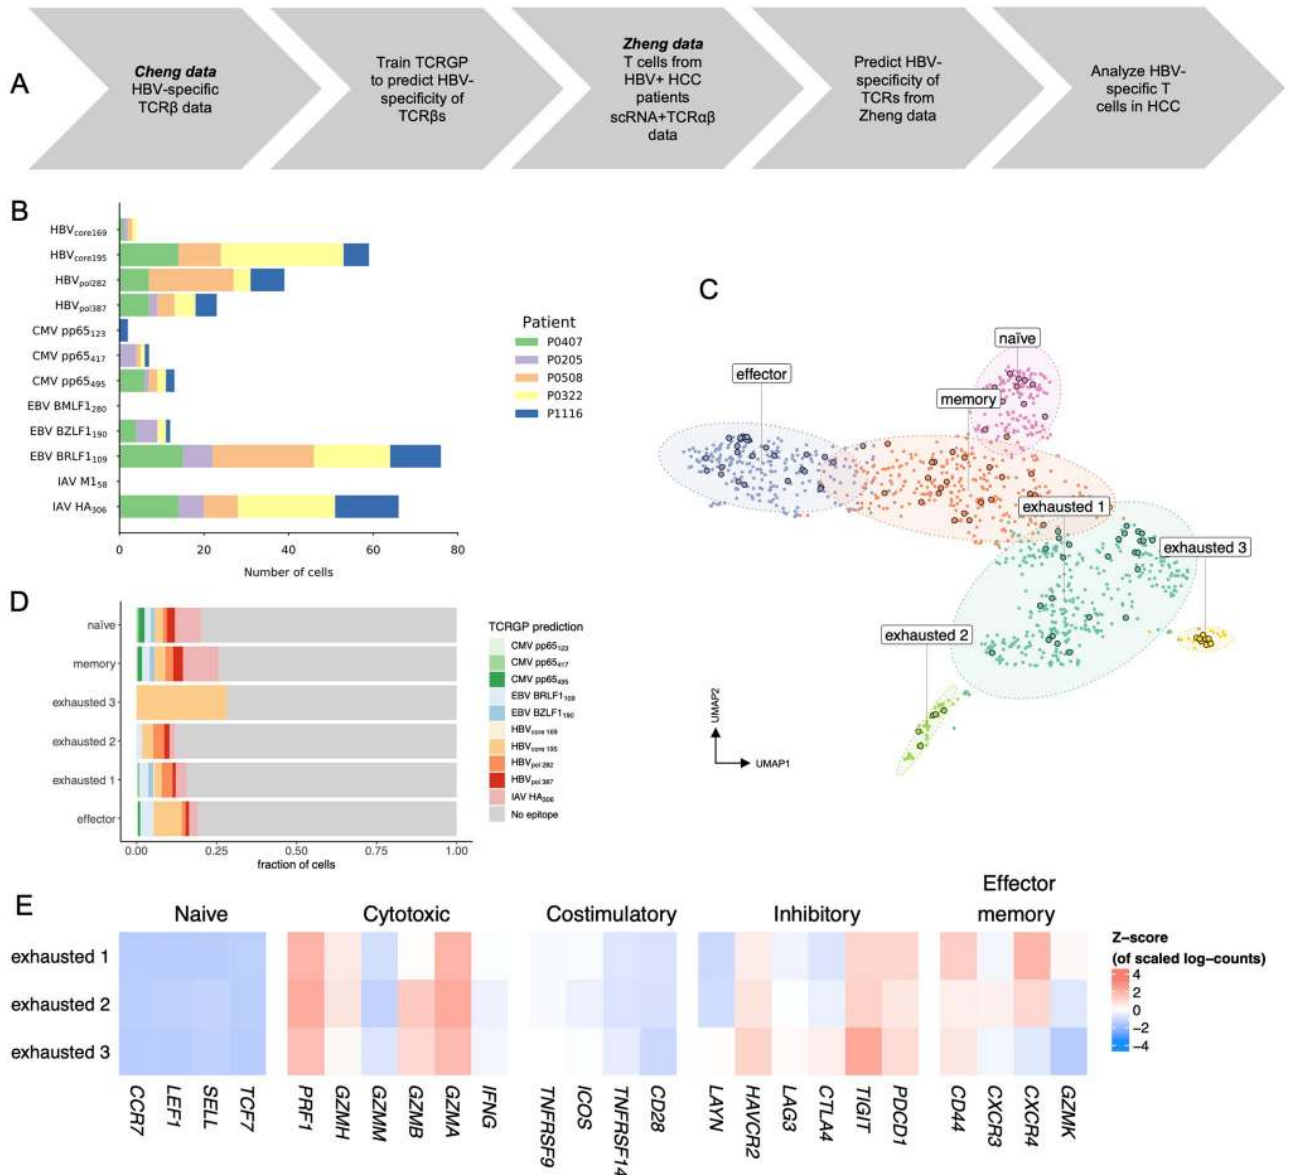 A
Cheng data
HBV-specific
TCRβ data
Train TCRGP
to predict HBV-
specificity of
TCRβs
Zheng data
T cells from
HBV+ HCC
patients
scRNA+TCRαβ
data
Predict HBV-
specificity of
TCRs from
Zheng data
Analyze HBV-
specific T
cells in HCC
B
HBVcore169
HBVcore195
HBVpol282
HBVpol387
CMV pp65123
CMV pp65417
CMV pp65495
EBV BMLF1280
EBV BZLF1190
EBV BRLF1109
IAV M158
IAV HA306
0 20 40 60 80
Number of cells
Patient
P0407
P0205
P0508
P0322
P1116
C
naïve
effector
memory
exhausted 1
exhausted 3
exhausted 2
UMAP2
UMAP1
D
naïve
memory
exhausted 3
exhausted 2
exhausted 1
effector
0.00 0.25 0.50 0.75 1.00
fraction of cells
TCRGP prediction
CMV pp65123
CMV pp65417
CMV pp65495
EBV BRLF1109
EBV BZLF1190
HBVcore 169
HBVcore 195
HBVpol 282
HBVpol 387
IAV HA306
No epitope
E
Naive Cytotoxic Costimulatory Inhibitory Effector memory
exhausted 1
exhausted 2
exhausted 3
CCR7 LEF1 SELL TCF7 PRF1 GZMH GZMM GZMB GZMA IFNG TNFRSF9 ICOS TNFRSF14 CD28 LAYN HAVCR2 LAG3 CTLA4 TIGIT PDCD1 CD44 CXCR3 CXCR4 GZMK
Z−score
(of scaled log−counts)
4
2
0
−2
−4